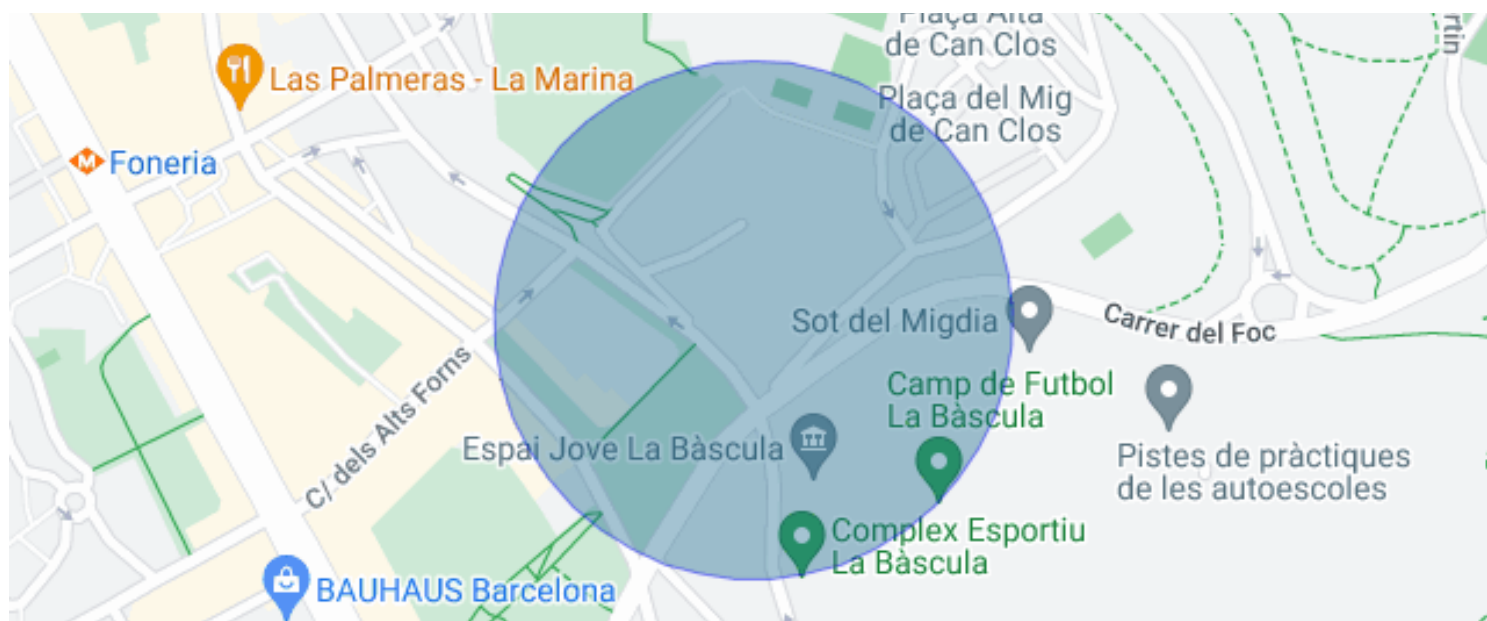 Plaça Alta
de Can Clos
Las Palmeras - La Marina
Plaça del Mig
de Can Clos
M
Foneria
Sot del Migdia
Carrer del Foc
Camp de Futbol
La Bàscula
C/ dels Alts Forns
Espai Jove La Bàscula
Pistes de pràctiques
de les autoescoles
Complex Esportiu
La Bàscula
BAUHAUS Barcelona